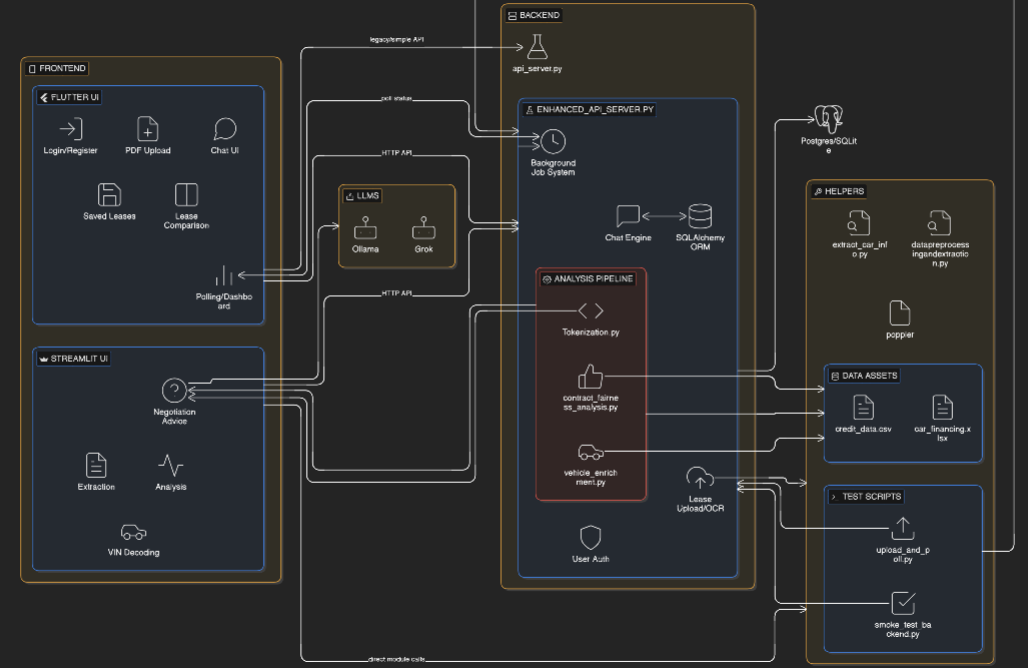 BACKEND
legacy/simple API
api_server.py
FRONTEND
FLUTTER UI
poll status
ENHANCED_API_SERVER.PY
Login/Register
PDF Upload
Chat UI
Background
Job System
Postgres/SQLit
e
HTTP API
LLMS
HELPERS
Saved Leases
Lease
Comparison
Ollama
Grok
Chat Engine
SQLAlchemy
ORM
extract_car_inf
o.py
datapreprocess
ingandextractio
n.py
ANALYSIS PIPELINE
Polling/Dashbo
ard
HTTP API
Tokenization.py
poppler
STREAMLIT UI
DATA ASSETS
Negotiation
Advice
contract_fairne
ss_analysis.py
credit_data.csv
car_financing.x
lsx
Extraction
Analysis
vehicle_enrich
ment.py
Lease
Upload/OCR
TEST SCRIPTS
VIN Decoding
User Auth
upload_and_p
oll.py
smoke_test_ba
ckend.py
direct module calls